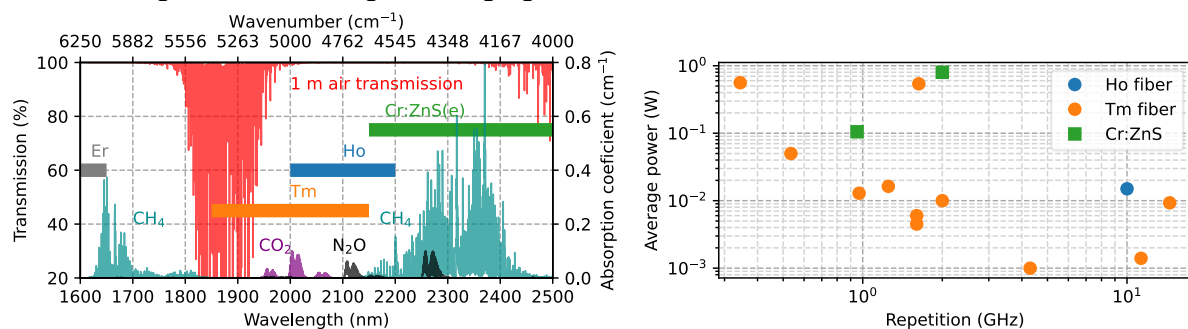 Wavenumber (cm⁻¹)
6250 5882 5556 5263 5000 4762 4545 4348 4167 4000
Transmission (%)
100
80
60
40
20
1 m air transmission
Cr:ZnS(e)
Er
Ho
Tm
CH₄
CH₄
CO₂
N₂O
0.8
0.6
0.4
0.2
0.0
Absorption coeficient (cm⁻¹)
1600 1700 1800 1900 2000 2100 2200 2300 2400 2500
Wavelength (nm)
Average power (W)
10⁰
10⁻¹
10⁻²
10⁻³
Ho fiber
Tm fiber
Cr:ZnS
10⁰ 10¹
Repetition (GHz)